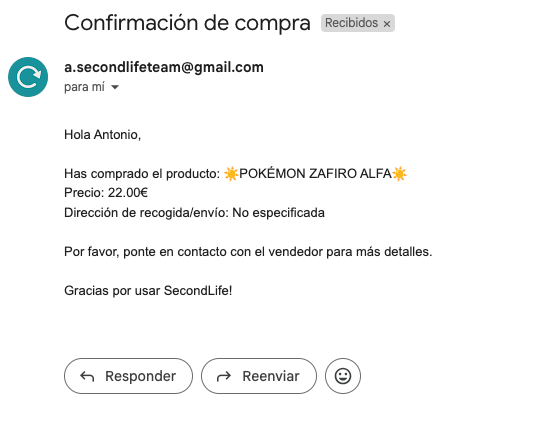 Confirmación de compra Recibidos ×
a.secondlifeteam@gmail.com
para mí
Hola Antonio,
Has comprado el producto: ☀️POKÉMON ZAFIRO ALFA☀️
Precio: 22.00€
Dirección de recogida/envío: No especificada
Por favor, ponte en contacto con el vendedor para más detalles.
Gracias por usar SecondLife!
Responder Reenviar